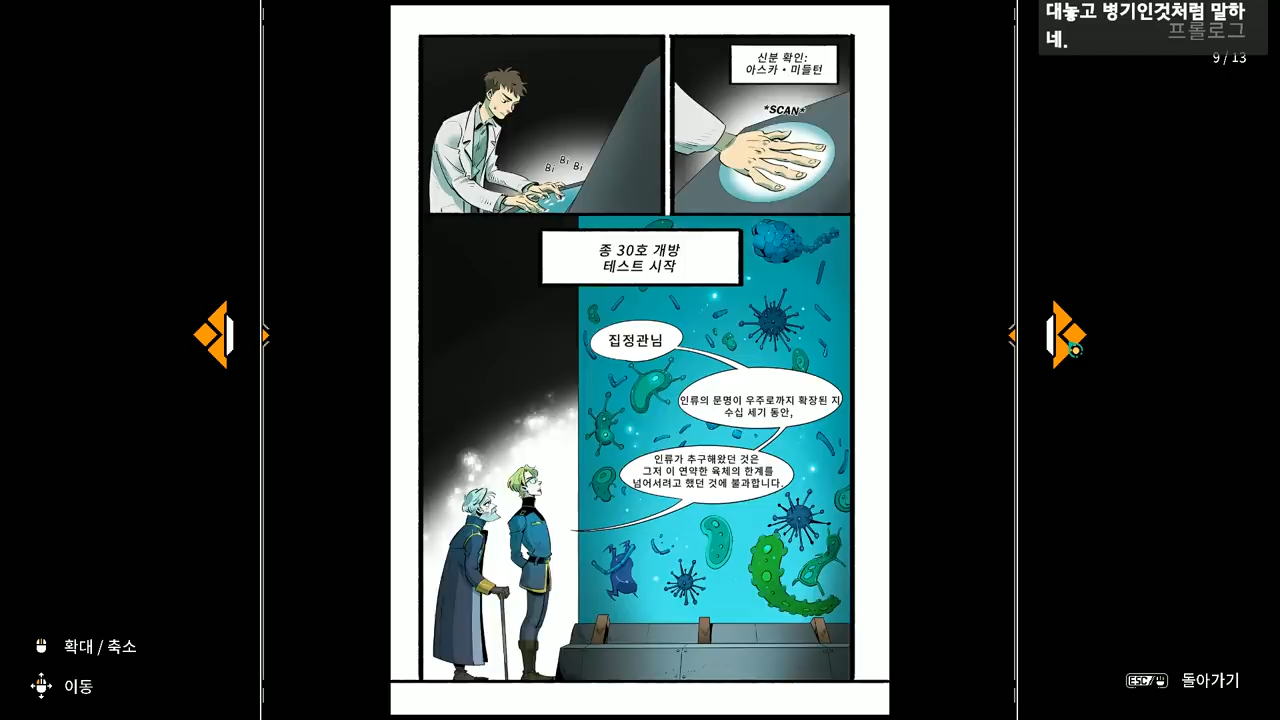 대놓고 병기인것처럼 말하
네.
프롤로그
9 / 13
신분 확인:
아스카·미들턴
*SCAN*
Bi Bi Bi
종 30호 개방
테스트 시작
집정관님
인류의 문명이 우주로까지 확장된 지
수십 세기 동안,
인류가 추구해왔던 것은
그저 이 연약한 육체의 한계를
넘어서려고 했던 것에 불과합니다.
확대 / 축소
이동
ESC/ 돌아가기